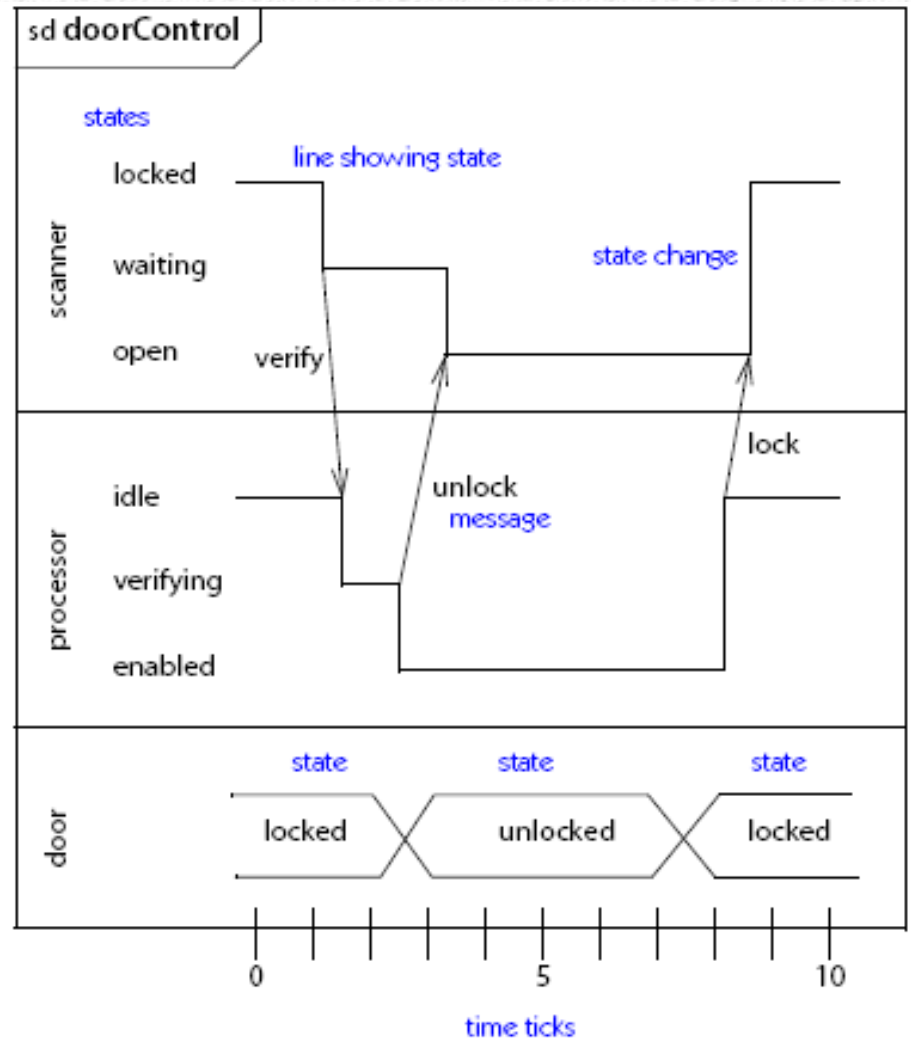 sd doorControl
states
line showing state
locked
scanner
waiting
state change
open
verify
lock
idle
unlock
message
processor
verifying
enabled
state state state
door
locked unlocked locked
0 5 10
time ticks